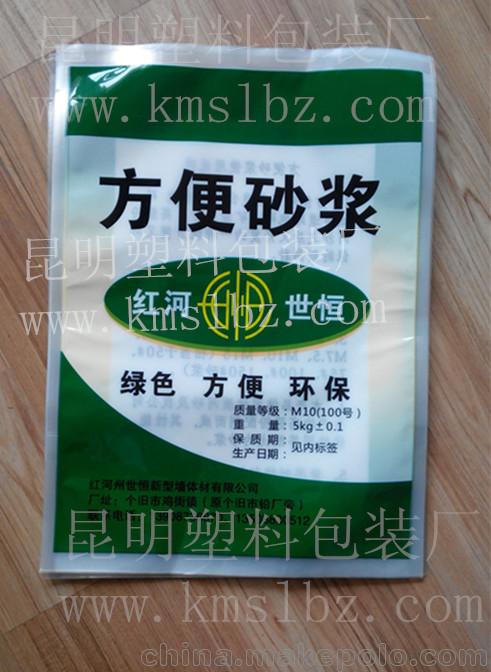 昆明塑料包装厂
www.kmslbz.com
方便砂浆
昆明塑料包装厂
www.kmslbz.com
红河 世恒
绿色 方便 环保
质量等级：M10(100号)
重量：5kg±0.1
保质期：见内标签
生产日期：
红河州世恒新型墙体材有限公司
厂址：个旧市鸡街镇（原个旧市铅厂旁）
联系电话：
昆明塑料包装厂
www.kmslbz.com
china.makepolo.com